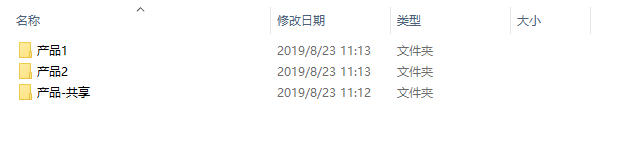 名称 修改日期 类型 大小
产品1 2019/8/23 11:13 文件夹
产品2 2019/8/23 11:13 文件夹
产品-共享 2019/8/23 11:12 文件夹